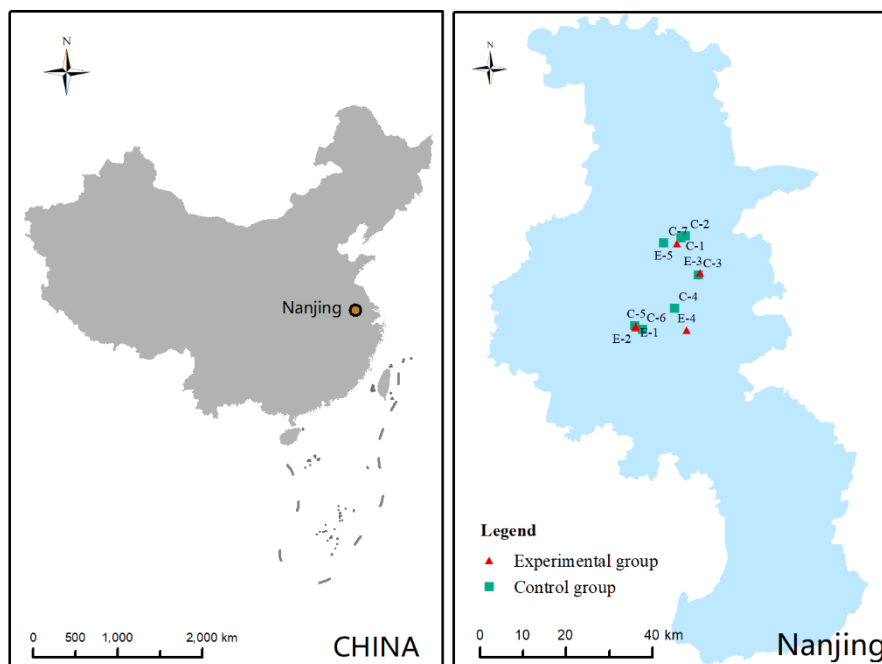 N
Nanjing
0 500 1,000 2,000 km
CHINA
N
C-2
C-7
C-1
E-5
E-3
C-3
C-4
C-5
C-6
E-4
E-2
E-1
Legend
Experimental group
Control group
0 10 20 40 km
Nanjing